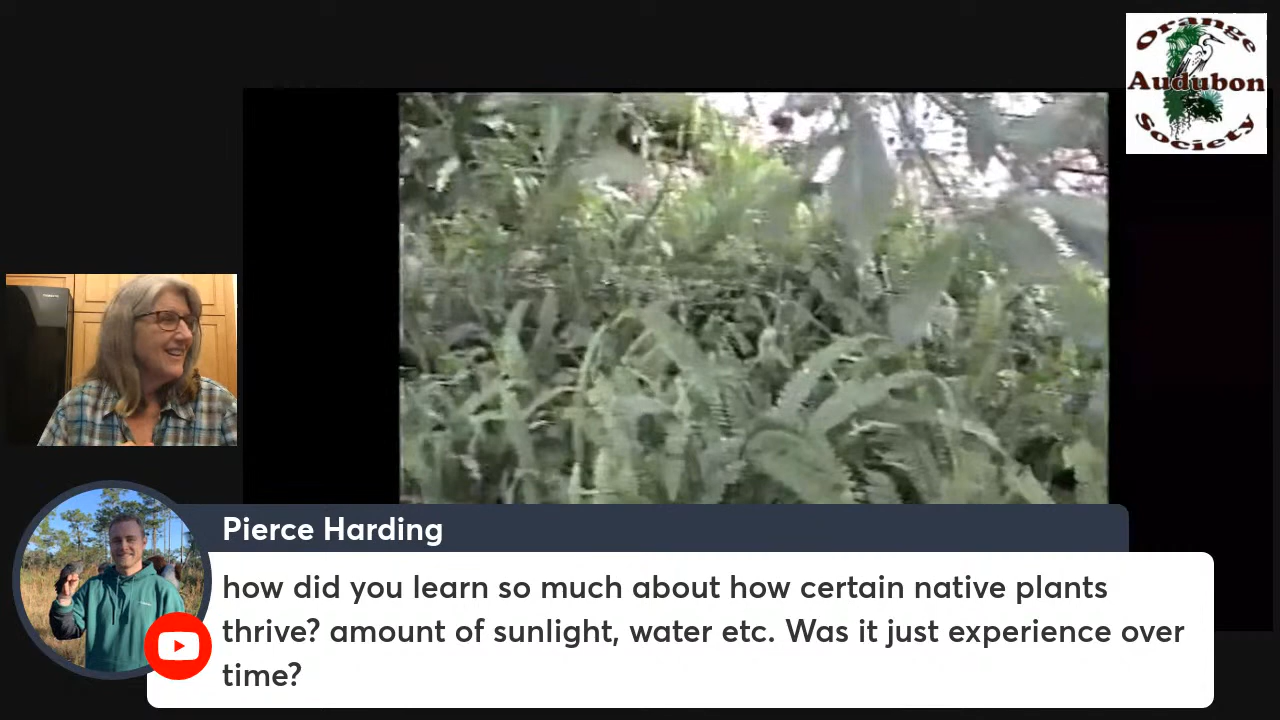 Orange
Audubon
Society
Pierce Harding
how did you learn so much about how certain native plants
thrive? amount of sunlight, water etc. Was it just experience over
time?